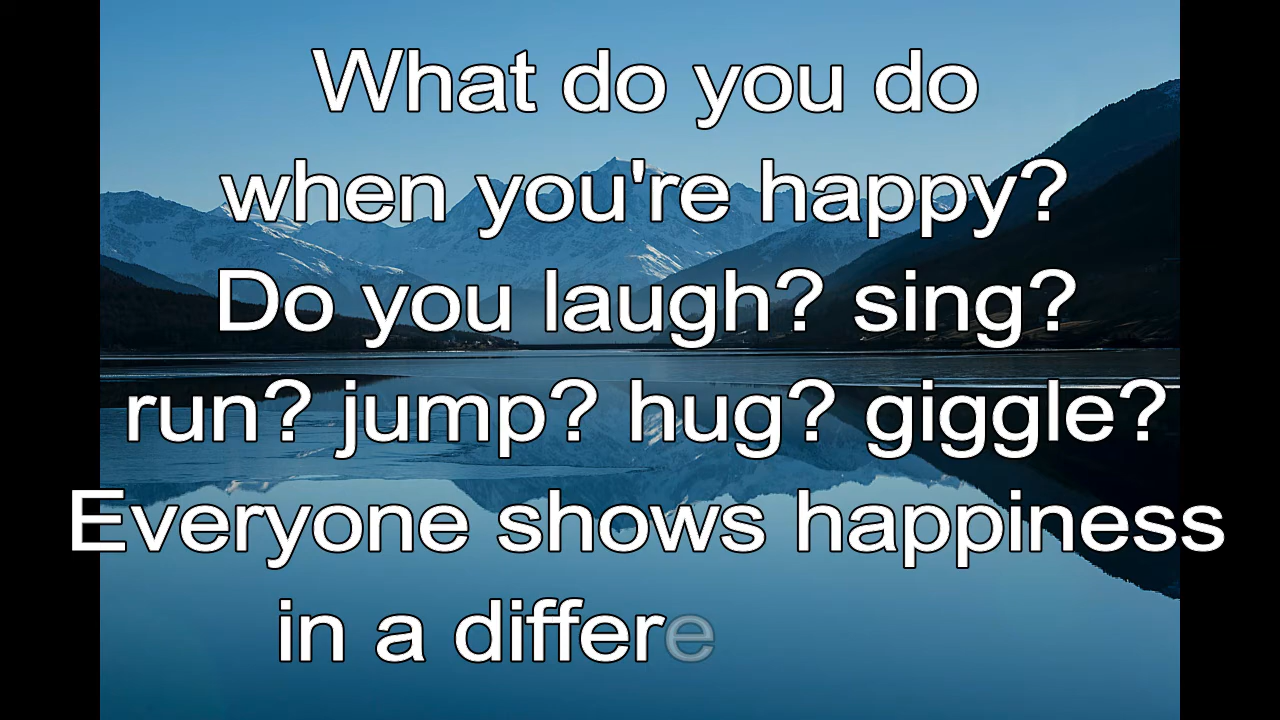 What do you do
when you're happy?
Do you laugh? sing?
run? jump? hug? giggle?
Everyone shows happiness
in a differe